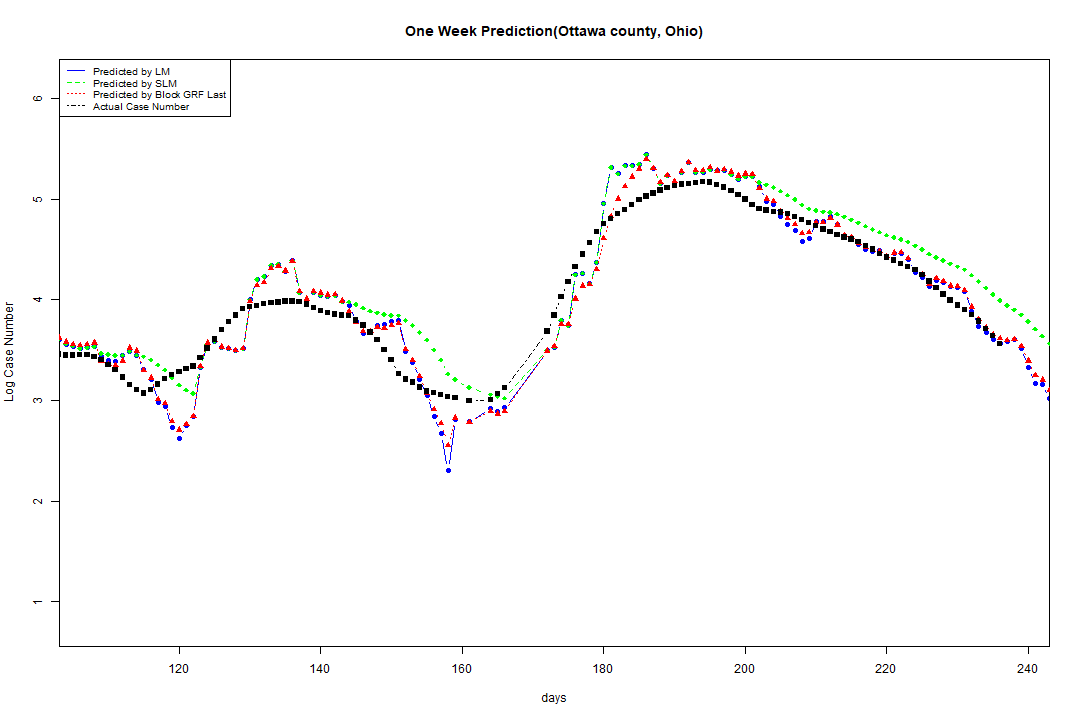 One Week Prediction(Ottawa county, Ohio)
Predicted by LM
Predicted by SLM
Predicted by Block GRF Last
Actual Case Number
6
5
4
3
2
1
Log Case Number
120 140 160 180 200 220 240
days